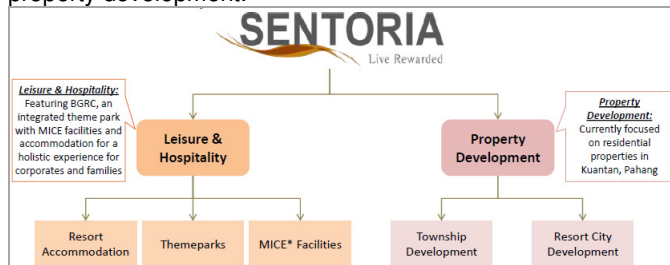 property development.
SENTORIA
Live Rewarded
Leisure & Hospitality:
Featuring BGRC, an
integrated theme park
with MICE facilities and
accommodation for a
holistic experience for
corporates and families
Leisure &
Hospitality
Property
Development
Property
Development:
Currently focused
on residential
properties in
Kuantan, Pahang
Resort
Accommodation
Themeparks
MICE* Facilities
Township
Development
Resort City
Development